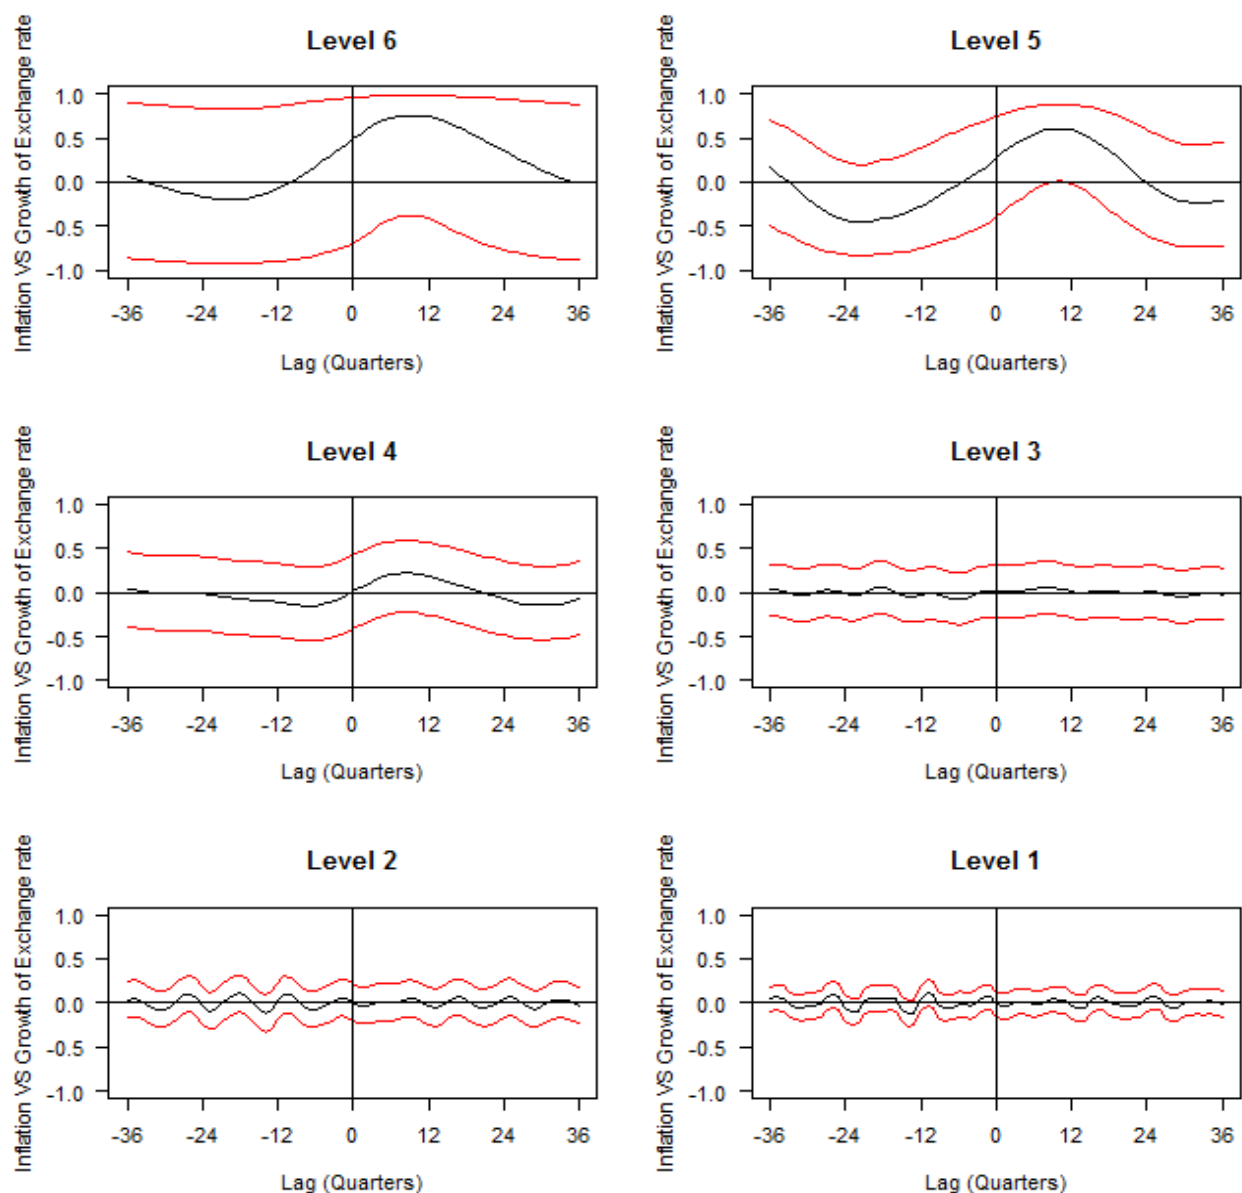 Level 6
Inflation VS Growth of Exchange rate
1.0
0.5
0.0
-0.5
-1.0
-36 -24 -12 0 12 24 36
Lag (Quarters)
Level 5
Inflation VS Growth of Exchange rate
1.0
0.5
0.0
-0.5
-1.0
-36 -24 -12 0 12 24 36
Lag (Quarters)
Level 4
Inflation VS Growth of Exchange rate
1.0
0.5
0.0
-0.5
-1.0
-36 -24 -12 0 12 24 36
Lag (Quarters)
Level 3
Inflation VS Growth of Exchange rate
1.0
0.5
0.0
-0.5
-1.0
-36 -24 -12 0 12 24 36
Lag (Quarters)
Level 2
Inflation VS Growth of Exchange rate
1.0
0.5
0.0
-0.5
-1.0
-36 -24 -12 0 12 24 36
Lag (Quarters)
Level 1
Inflation VS Growth of Exchange rate
1.0
0.5
0.0
-0.5
-1.0
-36 -24 -12 0 12 24 36
Lag (Quarters)